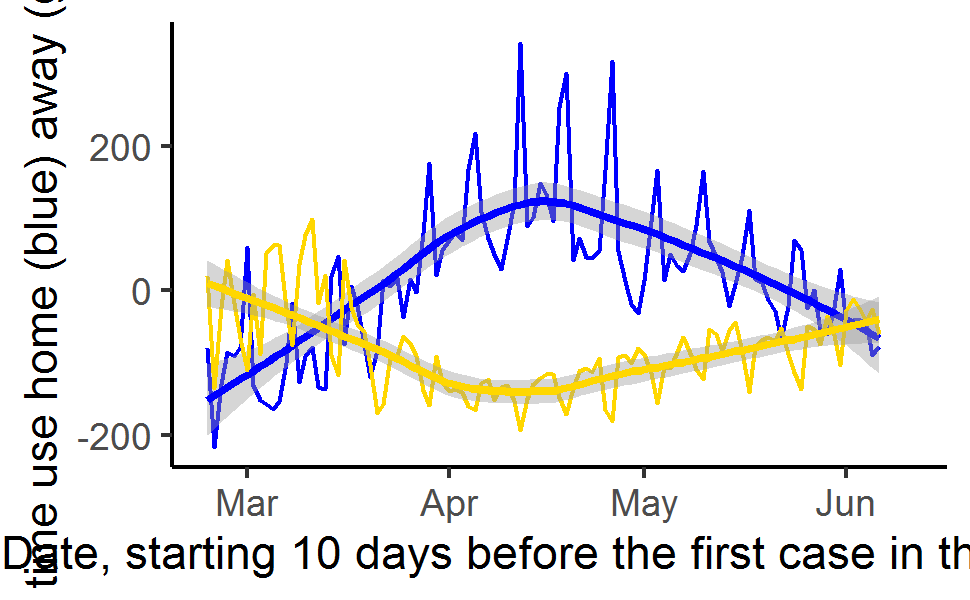 time use home (blue) away (
200
0
-200
Mar Apr May Jun
Date, starting 10 days before the first case in th